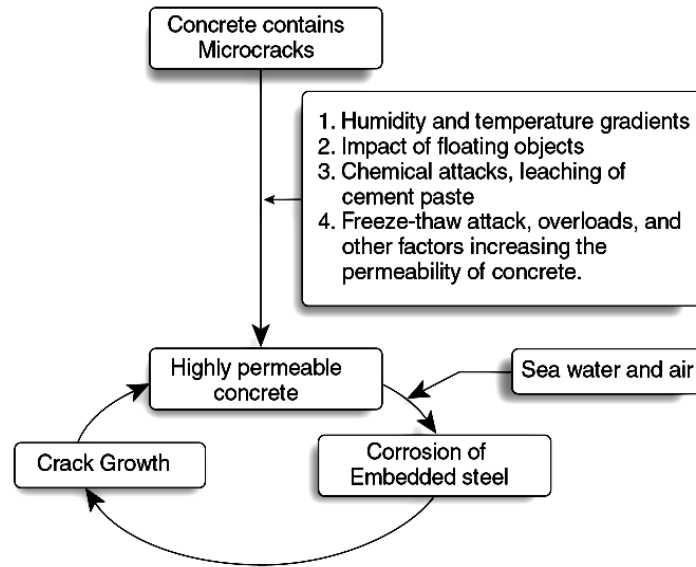 Concrete contains
Microcracks
1. Humidity and temperature gradients
2. Impact of floating objects
3. Chemical attacks, leaching of
cement paste
4. Freeze-thaw attack, overloads, and
other factors increasing the
permeability of concrete.
Highly permeable
concrete
Sea water and air
Crack Growth
Corrosion of
Embedded steel